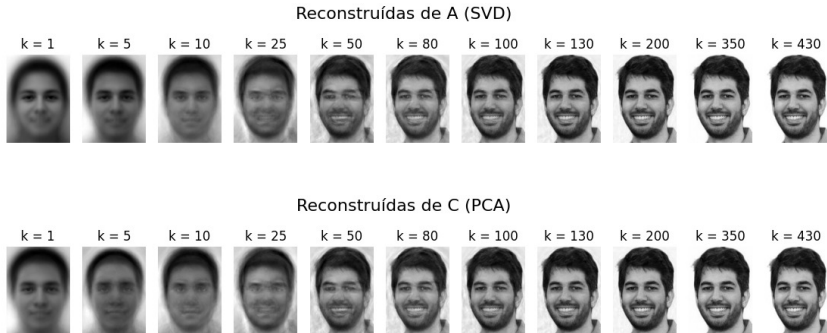 Reconstruídas de A (SVD)
k = 1 k = 5 k = 10 k = 25 k = 50 k = 80 k = 100 k = 130 k = 200 k = 350 k = 430
Reconstruídas de C (PCA)
k = 1 k = 5 k = 10 k = 25 k = 50 k = 80 k = 100 k = 130 k = 200 k = 350 k = 430